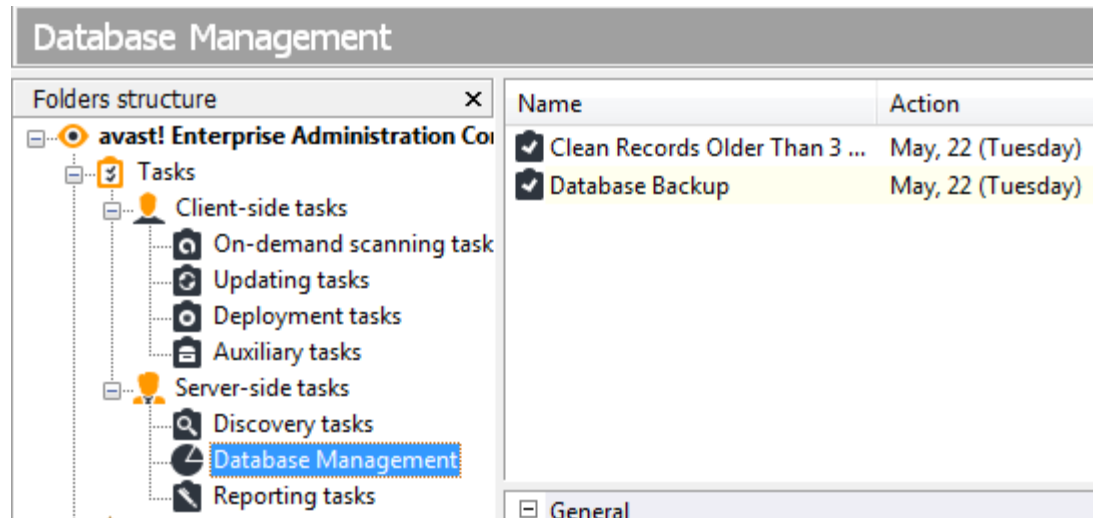 Database Management
Folders structure
avast! Enterprise Administration
Tasks
Client-side tasks
On-demand scanning task
Updating tasks
Deployment tasks
Auxiliary tasks
Server-side tasks
Discovery tasks
Database Management
Reporting tasks
Name Action
Clean Records Older Than 3 ... May, 22 (Tuesday)
Database Backup May, 22 (Tuesday)
General